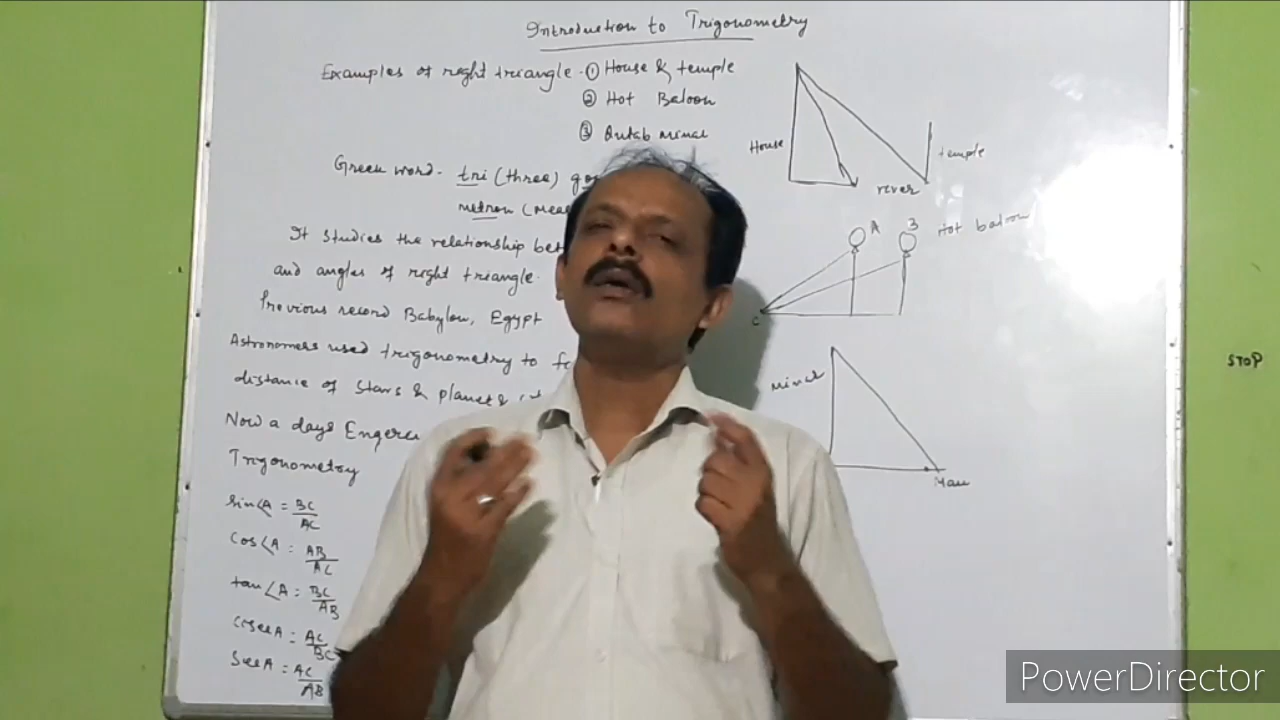 Introduction to Trigonometry
Examples of right triangle - ① House & temple
② Hot Baloon
③ Qutab minar
Greek word - tri (three) go
metron (Mea
It studies the relationship bet
and angles of right triangle.
Previous record Babylon, Egypt
Astronomers used trigonometry to f
distance of stars & planets
Now a days Enger
Trigonometry
sin∠A = BC/AC
Cos∠A = AB/AC
tan∠A = BC/AB
CosecA = AC/BC
SecA = AC/AB
House
temple
river
A B Hot baloon
C
Minar
Man
STOP
PowerDirector